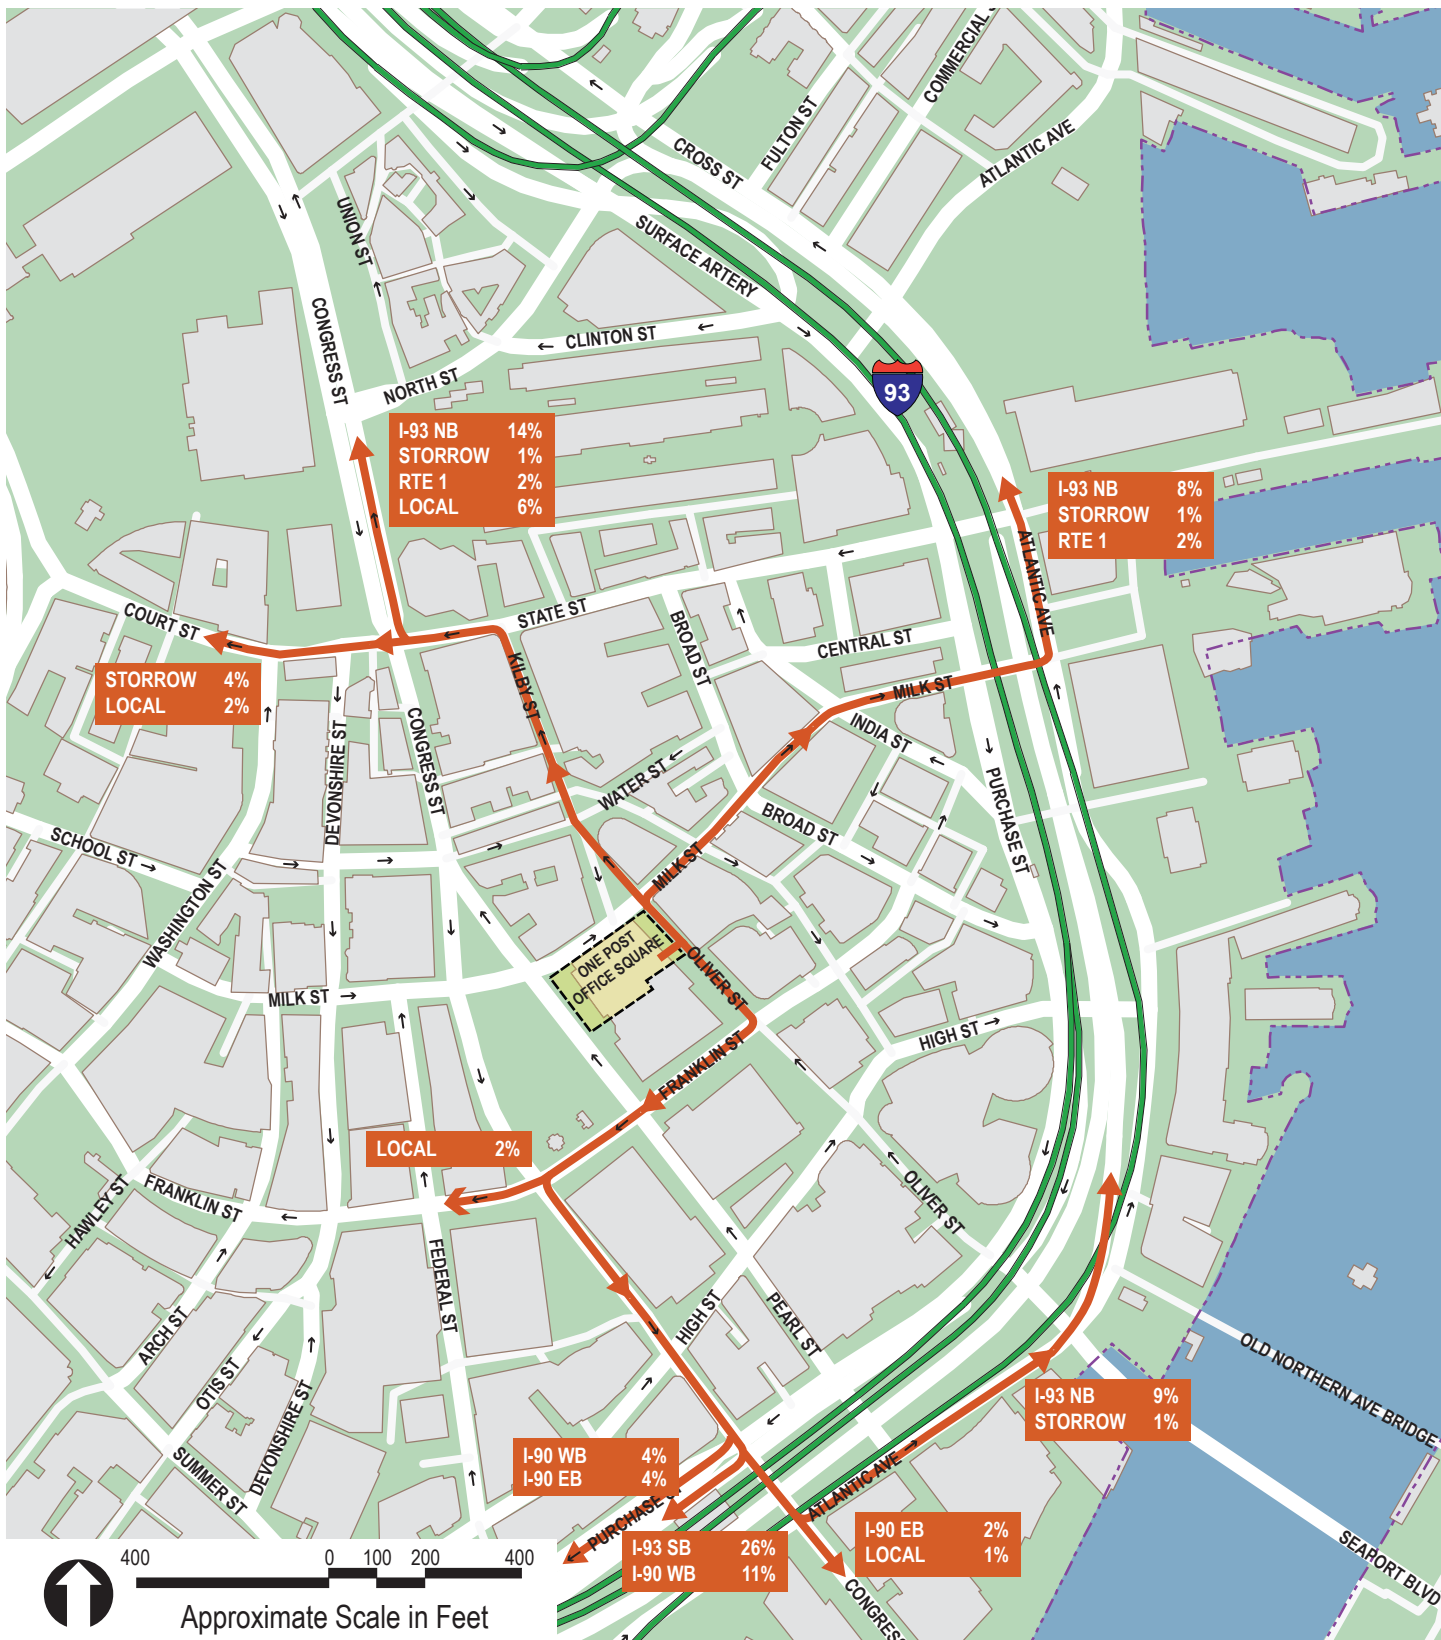 COMMERCIAL S
FULTON ST
CROSS ST
ATLANTIC AVE
UNION ST
SURFACE ARTERY
CONGRESS ST
CLINTON ST
NORTH ST
93
I-93 NB 14%
STORROW 1%
RTE 1 2%
LOCAL 6%
I-93 NB 8%
STORROW 1%
RTE 1 2%
ATLANTIC AVE
COURT ST
STATE ST
BROAD ST
CENTRAL ST
KILBY ST
MILK ST
STORROW 4%
LOCAL 2%
DEVONSHIRE ST
CONGRESS ST
INDIA ST
WATER ST
PURCHASE ST
BROAD ST
SCHOOL ST
MILK ST
WASHINGTON ST
ONE POST
OFFICE SQUARE
OLIVER ST
MILK ST
HIGH ST
FRANKLIN ST
LOCAL 2%
FRANKLIN ST
HAWLEY ST
OLIVER ST
FEDERAL ST
ARCH ST
HIGH ST
PEARL ST
OTIS ST
DEVONSHIRE ST
SUMMER ST
OLD NORTHERN AVE BRIDGE
I-93 NB 9%
STORROW 1%
I-90 WB 4%
I-90 EB 4%
ATLANTIC AVE
PURCHASE S
I-93 SB 26%
I-90 WB 11%
I-90 EB 2%
LOCAL 1%
SEAPORT BLVD
CONGRESS
400 0 100 200 400
Approximate Scale in Feet